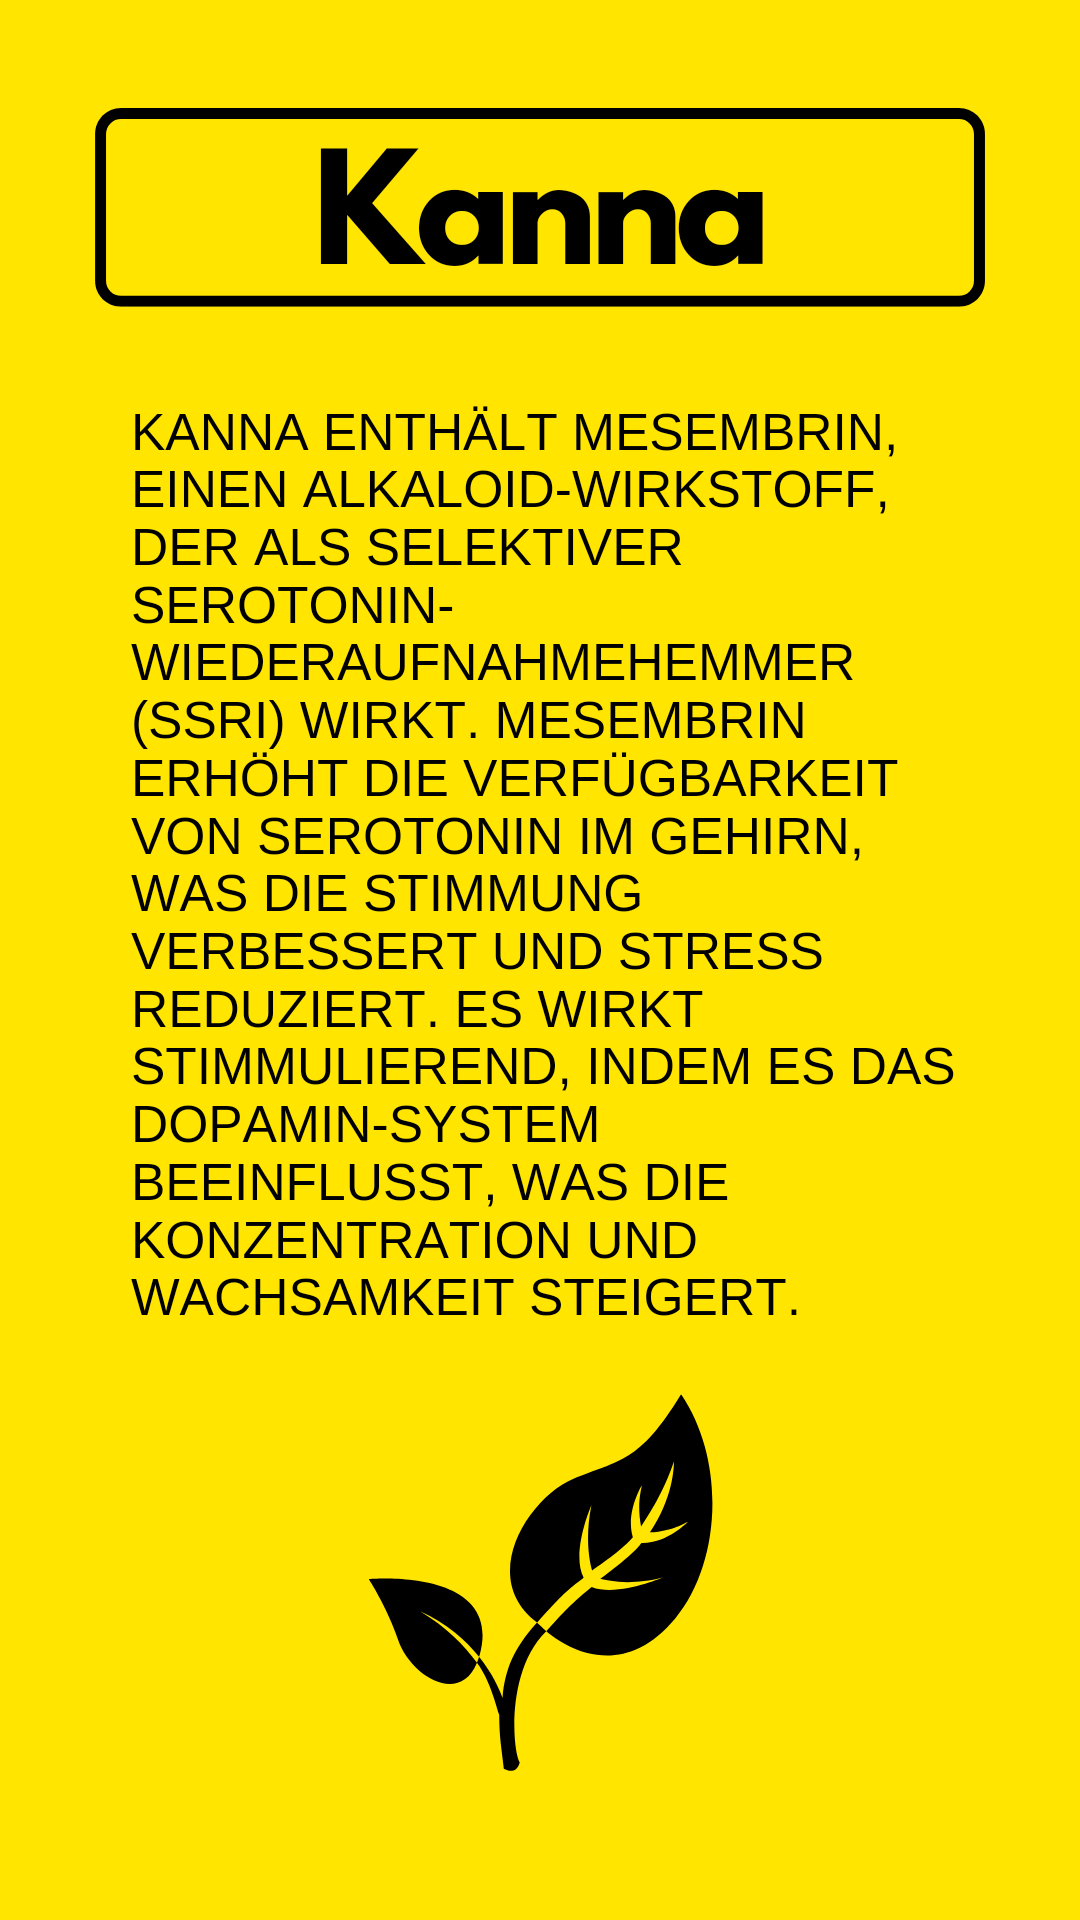 Kanna
KANNA ENTHÄLT MESEMBRIN,
EINEN ALKALOID-WIRKSTOFF,
DER ALS SELEKTIVER
SEROTONIN-
WIEDERAUFNAHMEHEMMER
(SSRI) WIRKT. MESEMBRIN
ERHÖHT DIE VERFÜGBARKEIT
VON SEROTONIN IM GEHIRN,
WAS DIE STIMMUNG
VERBESSERT UND STRESS
REDUZIERT. ES WIRKT
STIMMULIEREND, INDEM ES DAS
DOPAMIN-SYSTEM
BEEINFLUSST, WAS DIE
KONZENTRATION UND
WACHSAMKEIT STEIGERT.